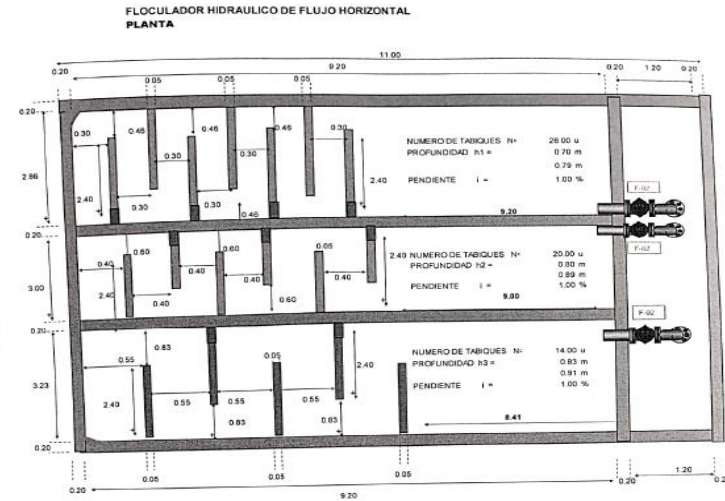 FLOCULADOR HIDRAULICO DE FLUJO HORIZONTAL
PLANTA
11.00
0.20 9.20 1.20 0.20
0.05 0.05 0.05
0.20
0.30 0.46 0.46 0.46 0.30
NUMERO DE TABIQUES N= 26.00 u
0.30 0.30
PROFUNDIDAD h1 = 0.70 m
0.79 m
2.86 2.40 2.40
PENDIENTE i = 1.00 %
F-02
0.30 0.30 0.46
9.20
0.20
0.60 0.60 0.05 2.40
NUMERO DE TABIQUES N= 20.00 u
F-02
0.40 0.40 0.40 0.40
PROFUNDIDAD h2 = 0.80 m
0.89 m
3.00 2.40
PENDIENTE i = 1.00 %
0.40 0.40 0.60
9.00
F-02
0.20
0.83
NUMERO DE TABIQUES N= 14.00 u
0.55 0.05 2.40
PROFUNDIDAD h3 = 0.83 m
0.91 m
3.23 2.40
PENDIENTE i = 1.00 %
0.55 0.55 0.55
0.83 0.83
8.41
0.20
0.20 0.05 0.05 0.05 0.20 1.20
9.20